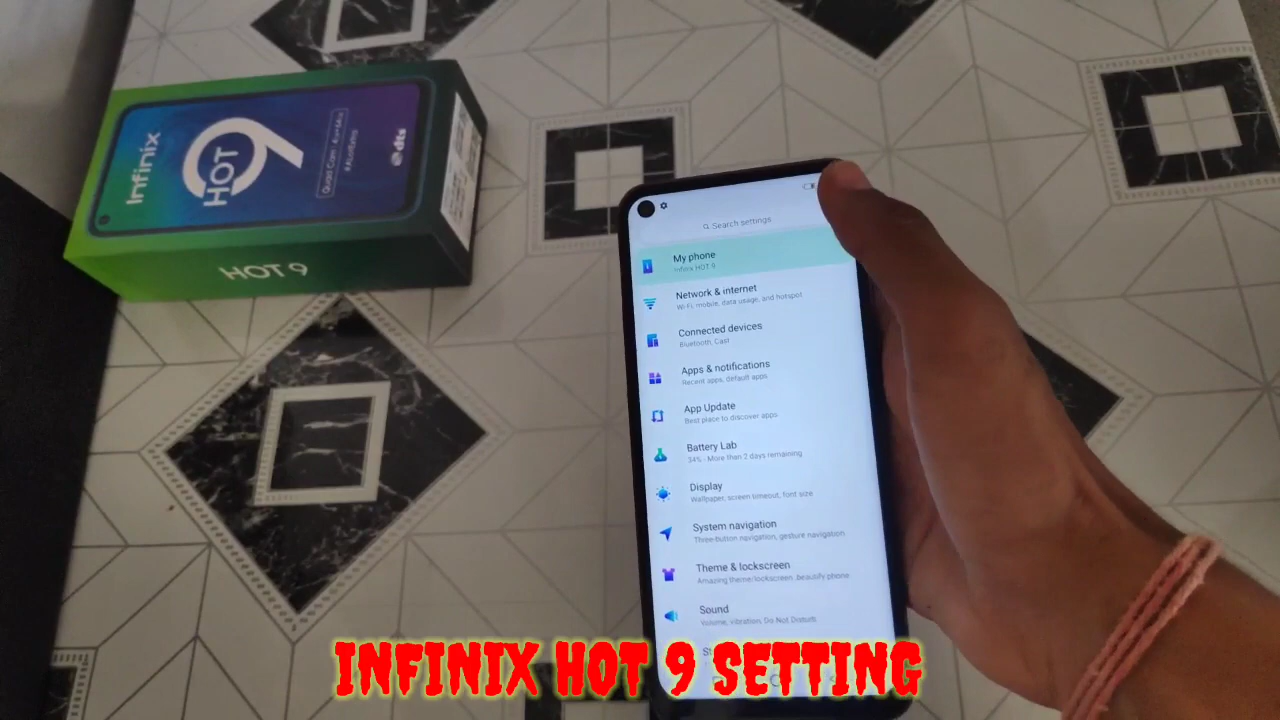 Infinix
HOT 9
Quad Cam
dts
HOT 9
Search settings
My phone
Infinix HOT 9
Network & internet
Wi-Fi, mobile, data usage, and hotspot
Connected devices
Bluetooth, Cast
Apps & notifications
Recent apps, default apps
App Update
Best place to discover apps
Battery Lab
34% - More than 2 days remaining
Display
Wallpaper, screen timeout, font size
System navigation
Three-button navigation, gesture navigation
Theme & lockscreen
Amazing theme/lockscreen, beautify phone
Sound
Volume, vibration, Do Not Disturb
INFINIX HOT 9 SETTING